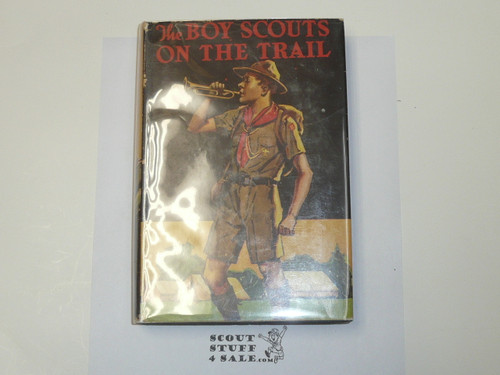 The BOY SCOUTS
ON THE TRAIL
SCOUT
STUFF
4 SALE.com